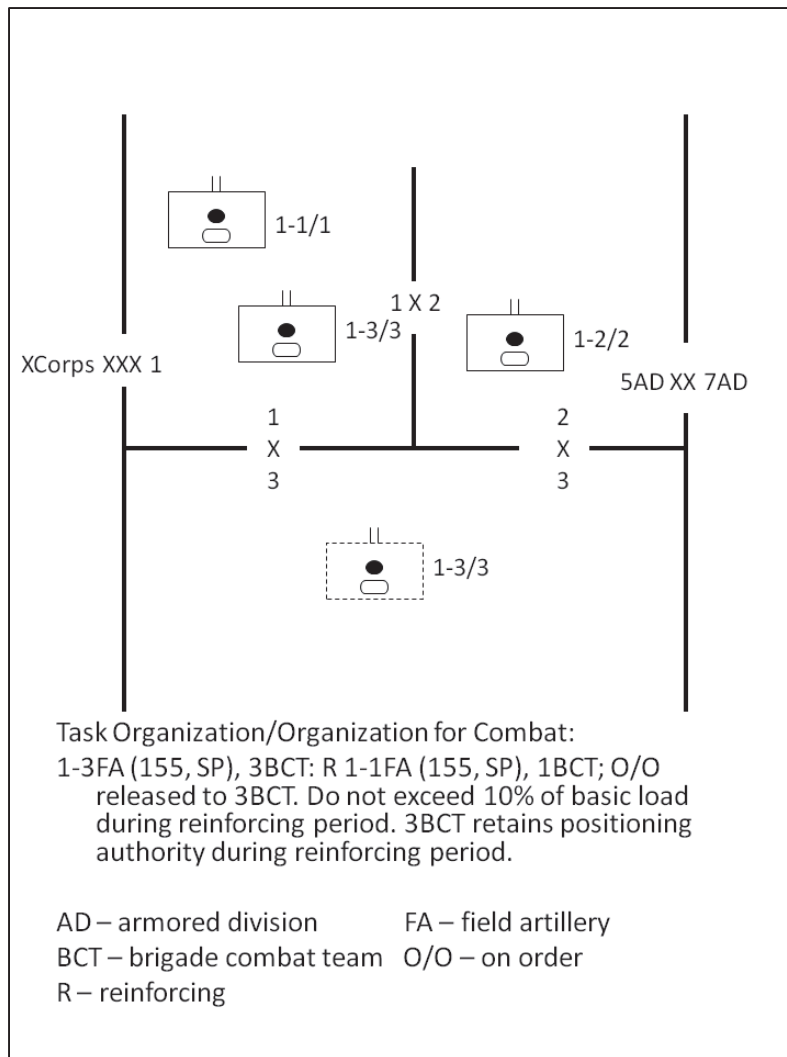 1-1/1
1 X 2
1-3/3
1-2/2
XCorps XXX 1
5AD XX 7AD
1
X
3
2
X
3
1-3/3
Task Organization/Organization for Combat:
1-3FA (155, SP), 3BCT: R 1-1FA (155, SP), 1BCT; O/O
released to 3BCT. Do not exceed 10% of basic load
during reinforcing period. 3BCT retains positioning
authority during reinforcing period.
AD – armored division FA – field artillery
BCT – brigade combat team O/O – on order
R – reinforcing